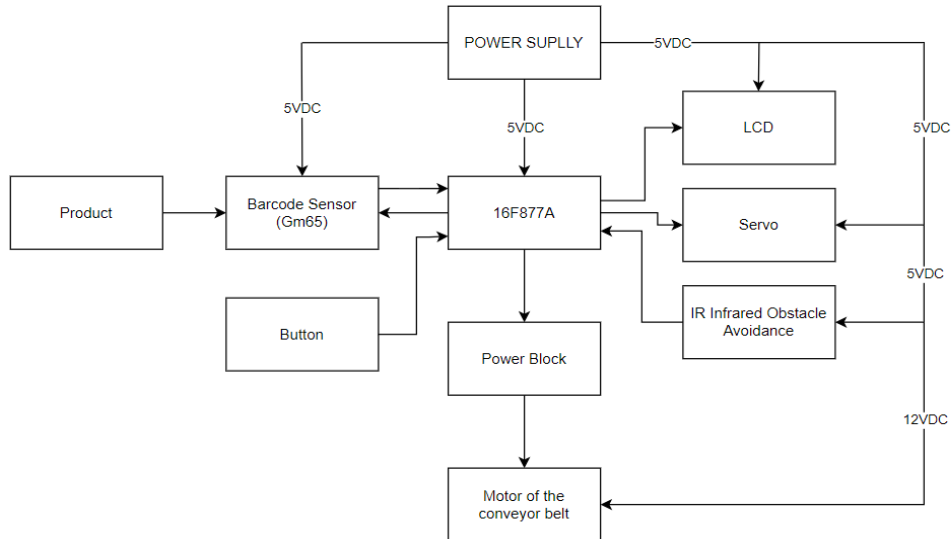 POWER SUPLLY
5VDC
5VDC
5VDC
5VDC
LCD
Product
Barcode Sensor
(Gm65)
16F877A
Servo
5VDC
Button
IR Infrared Obstacle
Avoidance
Power Block
12VDC
Motor of the
conveyor belt